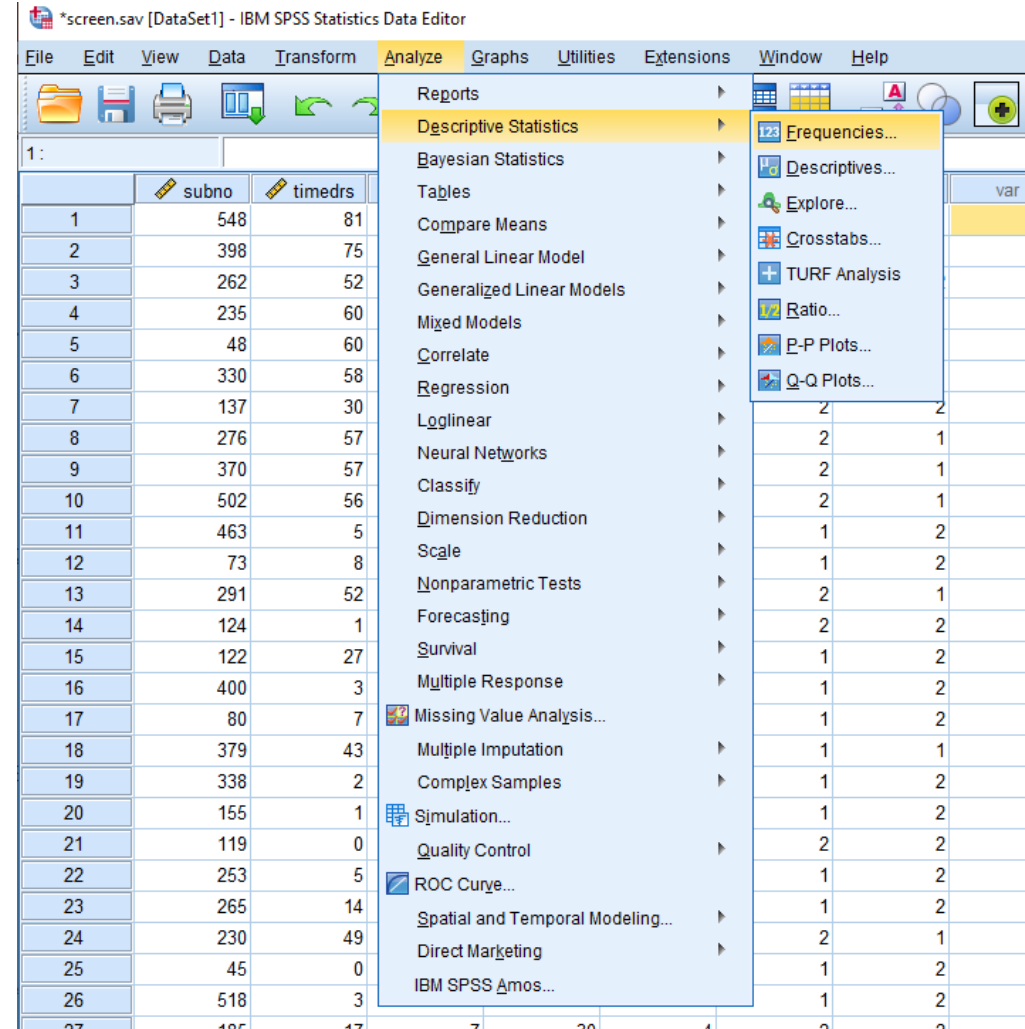 *screen.sav [DataSet1] - IBM SPSS Statistics Data Editor
File Edit View Data Transform Analyze Graphs Utilities Extensions Window Help
1 :
subno timedrs var
1 548 81
2 398 75
3 262 52
4 235 60
5 48 60
6 330 58
7 137 30 2 2
8 276 57 2 1
9 370 57 2 1
10 502 56 2 1
11 463 5 1 2
12 73 8 1 2
13 291 52 2 1
14 124 1 2 2
15 122 27 1 2
16 400 3 1 2
17 80 7 1 2
18 379 43 1 1
19 338 2 1 2
20 155 1 1 2
21 119 0 2 2
22 253 5 1 2
23 265 14 1 2
24 230 49 2 1
25 45 0 1 2
26 518 3 1 2
Reports
Descriptive Statistics
Bayesian Statistics
Tables
Compare Means
General Linear Model
Generalized Linear Models
Mixed Models
Correlate
Regression
Loglinear
Neural Networks
Classify
Dimension Reduction
Scale
Nonparametric Tests
Forecasting
Survival
Multiple Response
Missing Value Analysis...
Multiple Imputation
Complex Samples
Simulation...
Quality Control
ROC Curve...
Spatial and Temporal Modeling...
Direct Marketing
IBM SPSS Amos...
123 Frequencies...
Descriptives...
Explore...
Crosstabs...
TURF Analysis
1/2 Ratio...
P-P Plots...
Q-Q Plots...
A